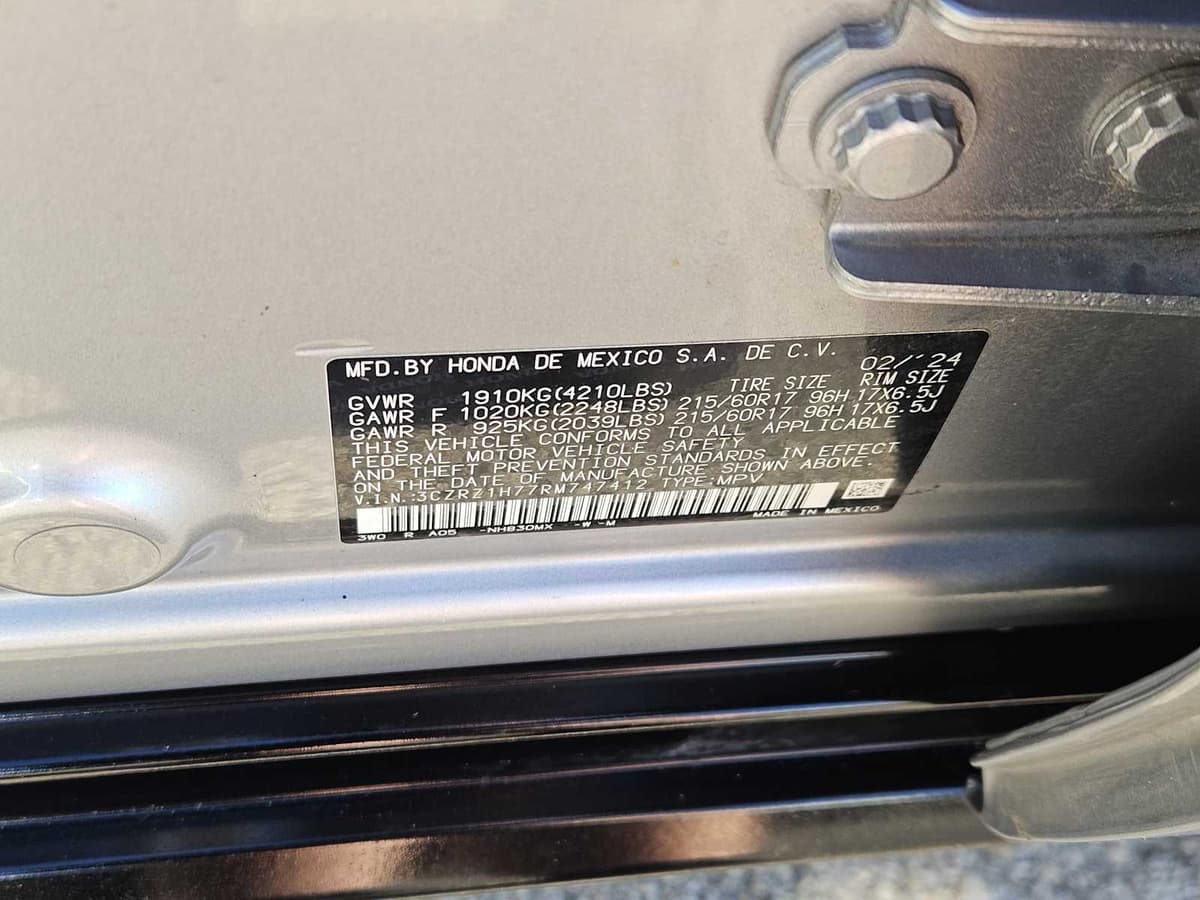 MFD.BY HONDA DE MEXICO S.A. DE C.V. 02/'24
TIRE SIZE RIM SIZE
GVWR 1910KG(4210LBS)
GAWR F 1020KG(2248LBS) 215/60R17 96H 17X6.5J
GAWR R 925KG(2039LBS) 215/60R17 96H 17X6.5J
THIS VEHICLE CONFORMS TO ALL APPLICABLE
FEDERAL MOTOR VEHICLE SAFETY
AND THEFT PREVENTION STANDARDS IN EFFECT
ON THE DATE OF MANUFACTURE SHOWN ABOVE.
V.I.N.:3CZRZ1H77RM747412 TYPE:MPV
3W0 R A05 -NH830MX -W -M MADE IN MEXICO